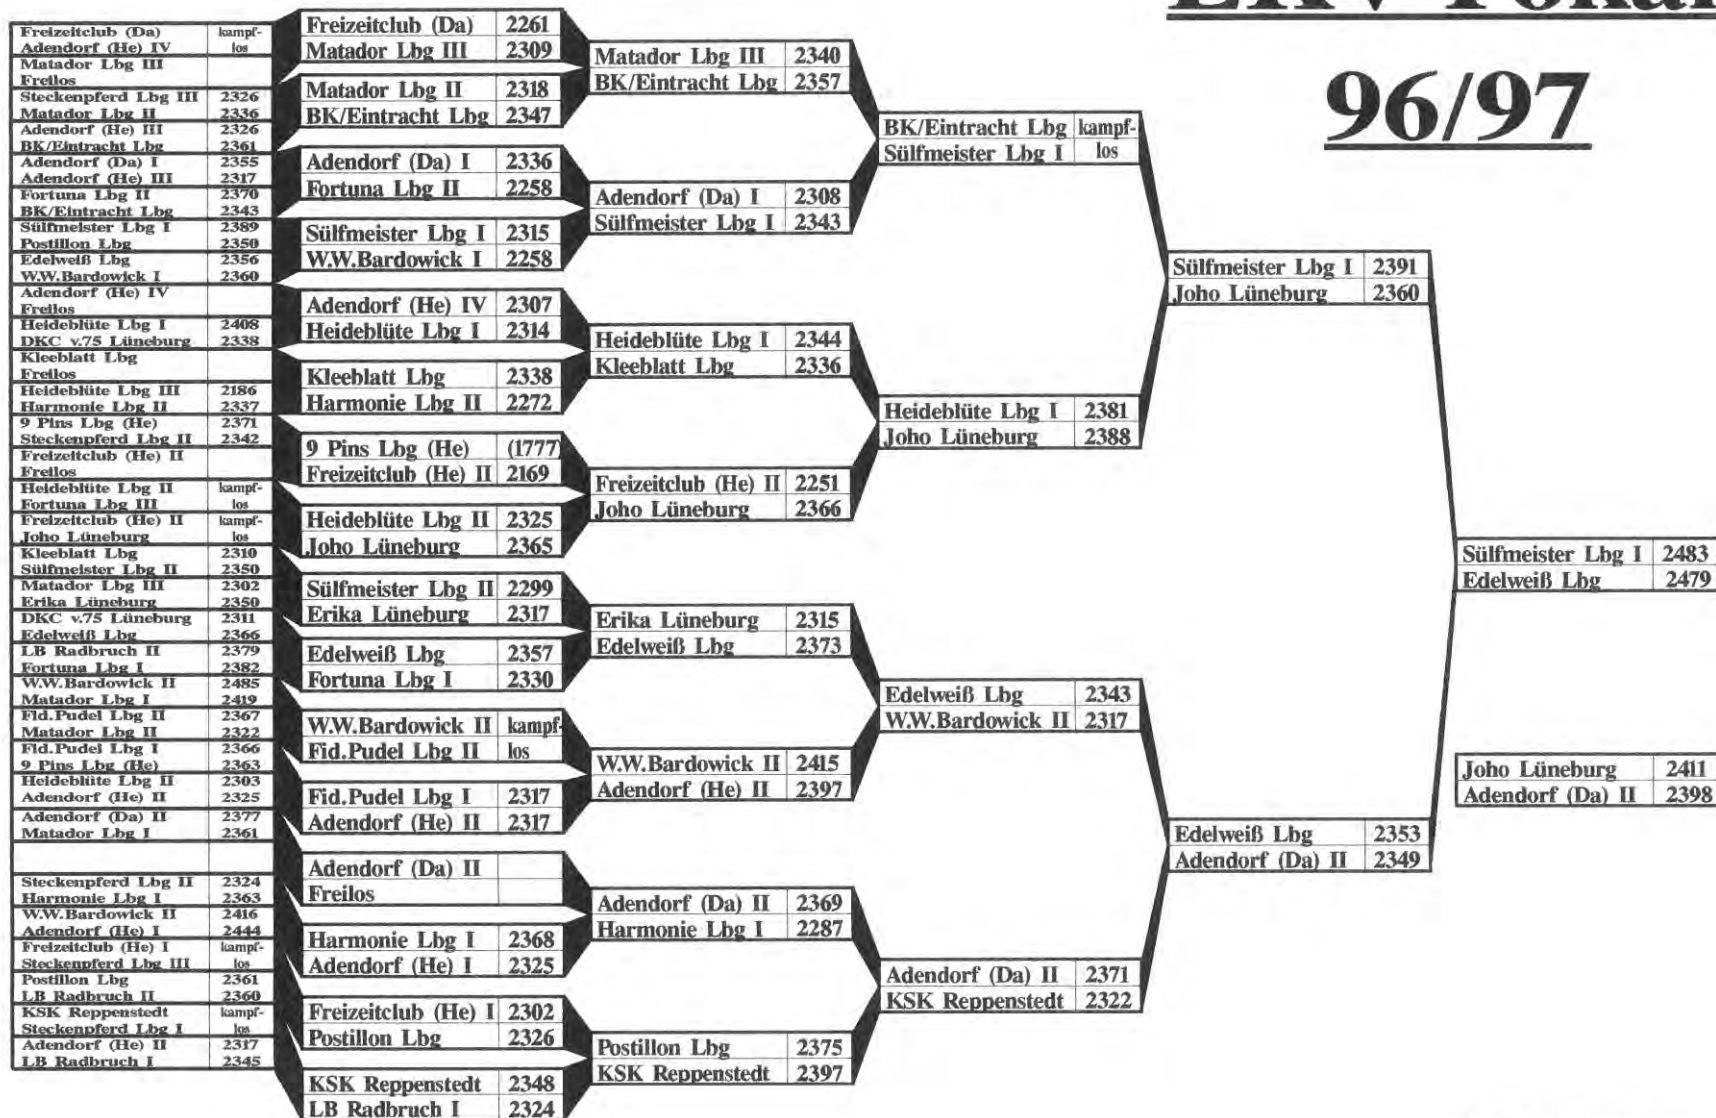 96/97
Freizeitclub (Da) kampf-
Adendorf (He) IV los
Matador Lbg III
Freilos
Steckenpferd Lbg III 2326
Matador Lbg II 2336
Adendorf (He) III 2326
BK/Eintracht Lbg 2361
Adendorf (Da) I 2355
Adendorf (He) III 2317
Fortuna Lbg II 2370
BK/Eintracht Lbg 2343
Sülfmeister Lbg I 2389
Postillon Lbg 2350
Edelweiß Lbg 2356
W.W.Bardowick I 2360
Adendorf (He) IV
Freilos
Heideblüte Lbg I 2408
DKC v.75 Lüneburg 2338
Kleeblatt Lbg
Freilos
Heideblüte Lbg III 2186
Harmonie Lbg II 2337
9 Pins Lbg (He) 2371
Steckenpferd Lbg II 2342
Freizeitclub (He) II
Freilos
Heideblüte Lbg II kampf-
Fortuna Lbg III los
Freizeitclub (He) II kampf-
Joho Lüneburg los
Kleeblatt Lbg 2310
Sülfmeister Lbg II 2350
Matador Lbg III 2302
Erika Lüneburg 2350
DKC v.75 Lüneburg 2311
Edelweiß Lbg 2366
LB Radbruch II 2379
Fortuna Lbg I 2382
W.W.Bardowick II 2485
Matador Lbg I 2419
Fid.Pudel Lbg II 2367
Matador Lbg II 2322
Fid.Pudel Lbg I 2366
9 Pins Lbg (He) 2363
Heideblüte Lbg II 2303
Adendorf (He) II 2325
Adendorf (Da) II 2377
Matador Lbg I 2361
Steckenpferd Lbg II 2324
Harmonie Lbg I 2363
W.W.Bardowick II 2416
Adendorf (He) I 2444
Freizeitclub (He) I kampf-
Steckenpferd Lbg III los
Postillon Lbg 2361
LB Radbruch II 2360
KSK Reppenstedt kampf-
Steckenpferd Lbg I los
Adendorf (He) II 2317
LB Radbruch I 2345
Freizeitclub (Da) 2261
Matador Lbg III 2309
Matador Lbg II 2318
BK/Eintracht Lbg 2347
Adendorf (Da) I 2336
Fortuna Lbg II 2258
Sülfmeister Lbg I 2315
W.W.Bardowick I 2258
Adendorf (He) IV 2307
Heideblüte Lbg I 2314
Kleeblatt Lbg 2338
Harmonie Lbg II 2272
9 Pins Lbg (He) (1777)
Freizeitclub (He) II 2169
Heideblüte Lbg II 2325
Joho Lüneburg 2365
Sülfmeister Lbg II 2299
Erika Lüneburg 2317
Edelweiß Lbg 2357
Fortuna Lbg I 2330
W.W.Bardowick II kampf-
Fid.Pudel Lbg II los
Fid.Pudel Lbg I 2317
Adendorf (He) II 2317
Adendorf (Da) II
Freilos
Harmonie Lbg I 2368
Adendorf (He) I 2325
Freizeitclub (He) I 2302
Postillon Lbg 2326
KSK Reppenstedt 2348
LB Radbruch I 2324
Matador Lbg III 2340
BK/Eintracht Lbg 2357
Adendorf (Da) I 2308
Sülfmeister Lbg I 2343
Heideblüte Lbg I 2344
Kleeblatt Lbg 2336
Freizeitclub (He) II 2251
Joho Lüneburg 2366
Erika Lüneburg 2315
Edelweiß Lbg 2373
W.W.Bardowick II 2415
Adendorf (He) II 2397
Adendorf (Da) II 2369
Harmonie Lbg I 2287
Postillon Lbg 2375
KSK Reppenstedt 2397
BK/Eintracht Lbg kampf-
Sülfmeister Lbg I los
Heideblüte Lbg I 2381
Joho Lüneburg 2388
Edelweiß Lbg 2343
W.W.Bardowick II 2317
Adendorf (Da) II 2371
KSK Reppenstedt 2322
Sülfmeister Lbg I 2391
Joho Lüneburg 2360
Edelweiß Lbg 2353
Adendorf (Da) II 2349
Sülfmeister Lbg I 2483
Edelweiß Lbg 2479
Joho Lüneburg 2411
Adendorf (Da) II 2398